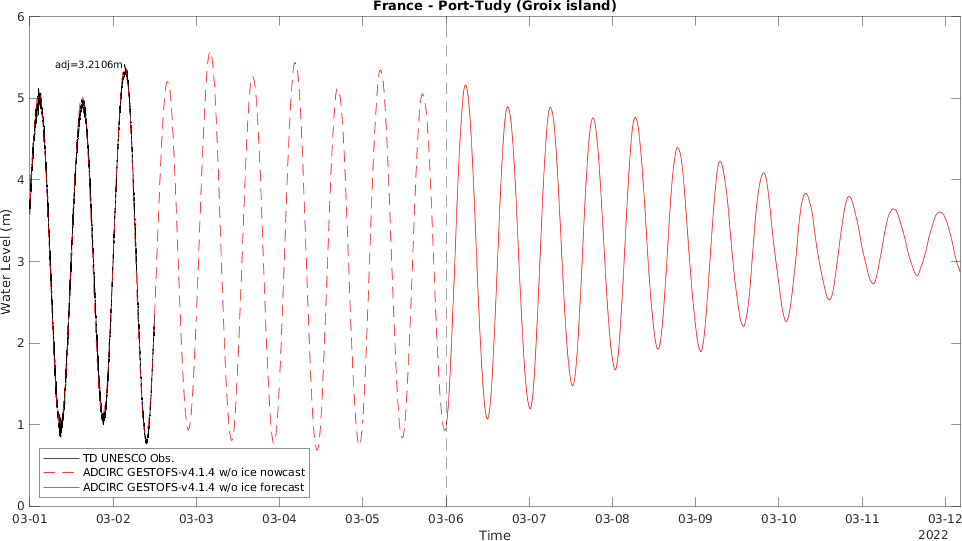 France - Port-Tudy (Groix island)
6
5
4
3
2
1
0
Water Level (m)
adj=3.2106m
TD UNESCO Obs.
ADCIRC GESTOFS-v4.1.4 w/o ice nowcast
ADCIRC GESTOFS-v4.1.4 w/o ice forecast
03-01 03-02 03-03 03-04 03-05 03-06 03-07 03-08 03-09 03-10 03-11 03-12
Time
2022